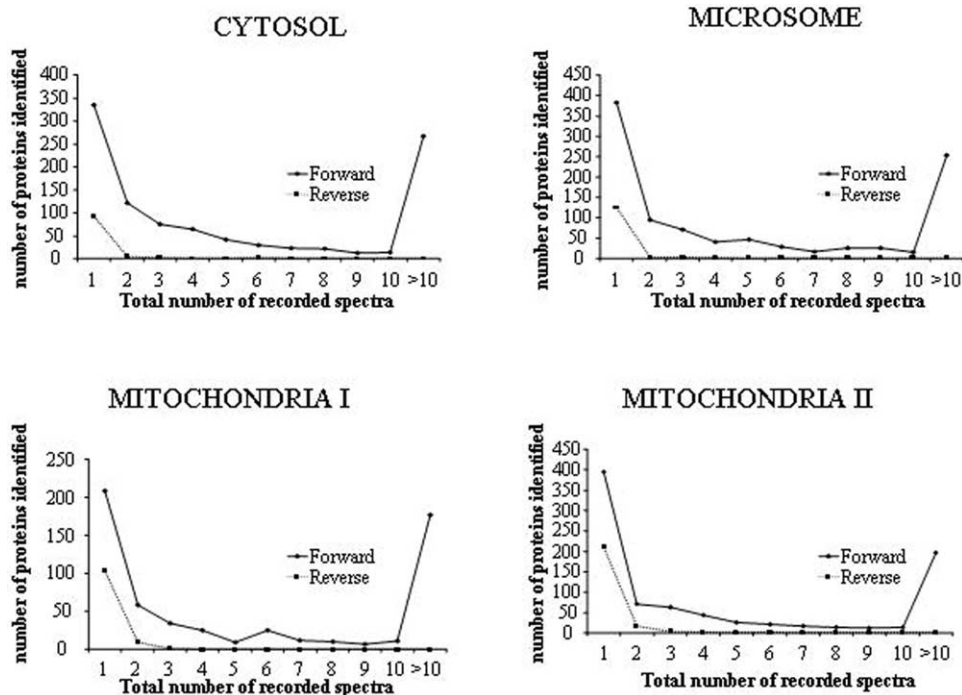 CYTOSOL
number of proteins identified
400
350
300
250
200
150
100
50
0
Forward
Reverse
1 2 3 4 5 6 7 8 9 10 >10
Total number of recorded spectra
MICROSOME
number of proteins identified
450
400
350
300
250
200
150
100
50
0
Forward
Reverse
1 2 3 4 5 6 7 8 9 10 >10
Total number of recorded spectra
MITOCHONDRIA I
number of proteins identified
250
200
150
100
50
0
Forward
Reverse
1 2 3 4 5 6 7 8 9 10 >10
Total number of recorded spectra
MITOCHONDRIA II
number of proteins identified
450
400
350
300
250
200
150
100
50
0
Forward
Reverse
1 2 3 4 5 6 7 8 9 10 >10
Total number of recorded spectra